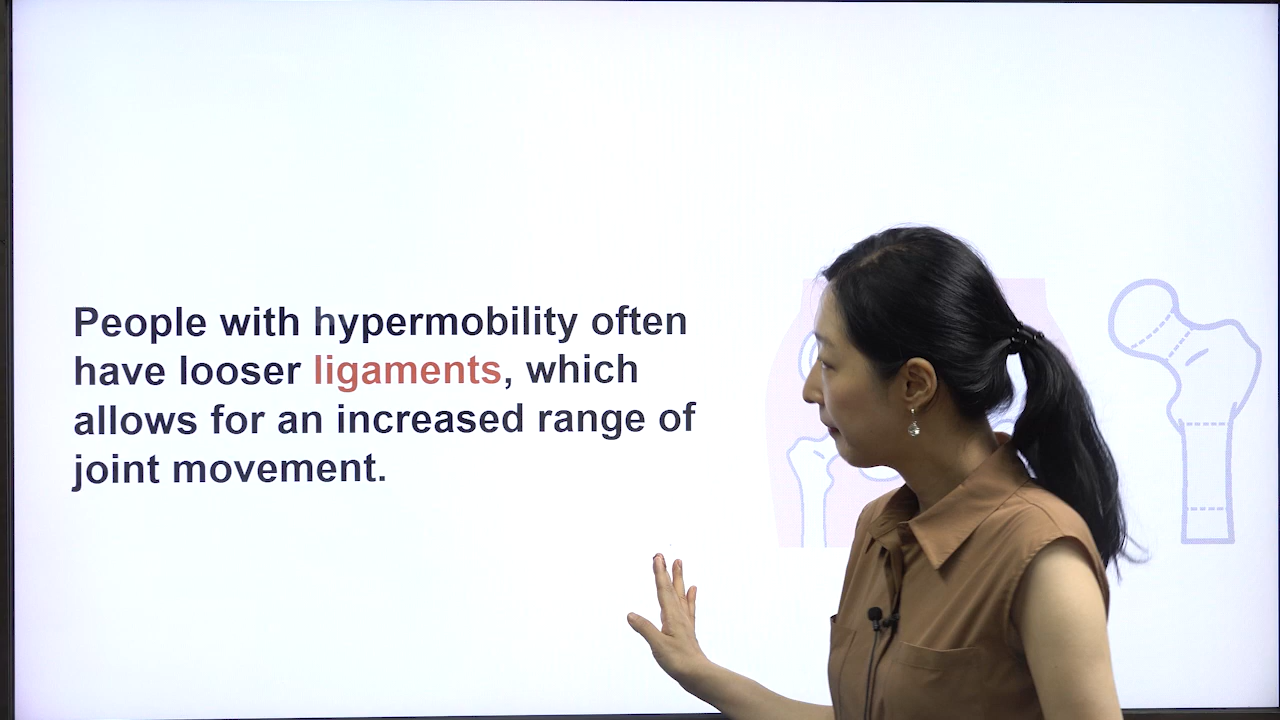 People with hypermobility often
have looser ligaments, which
allows for an increased range of
joint movement.